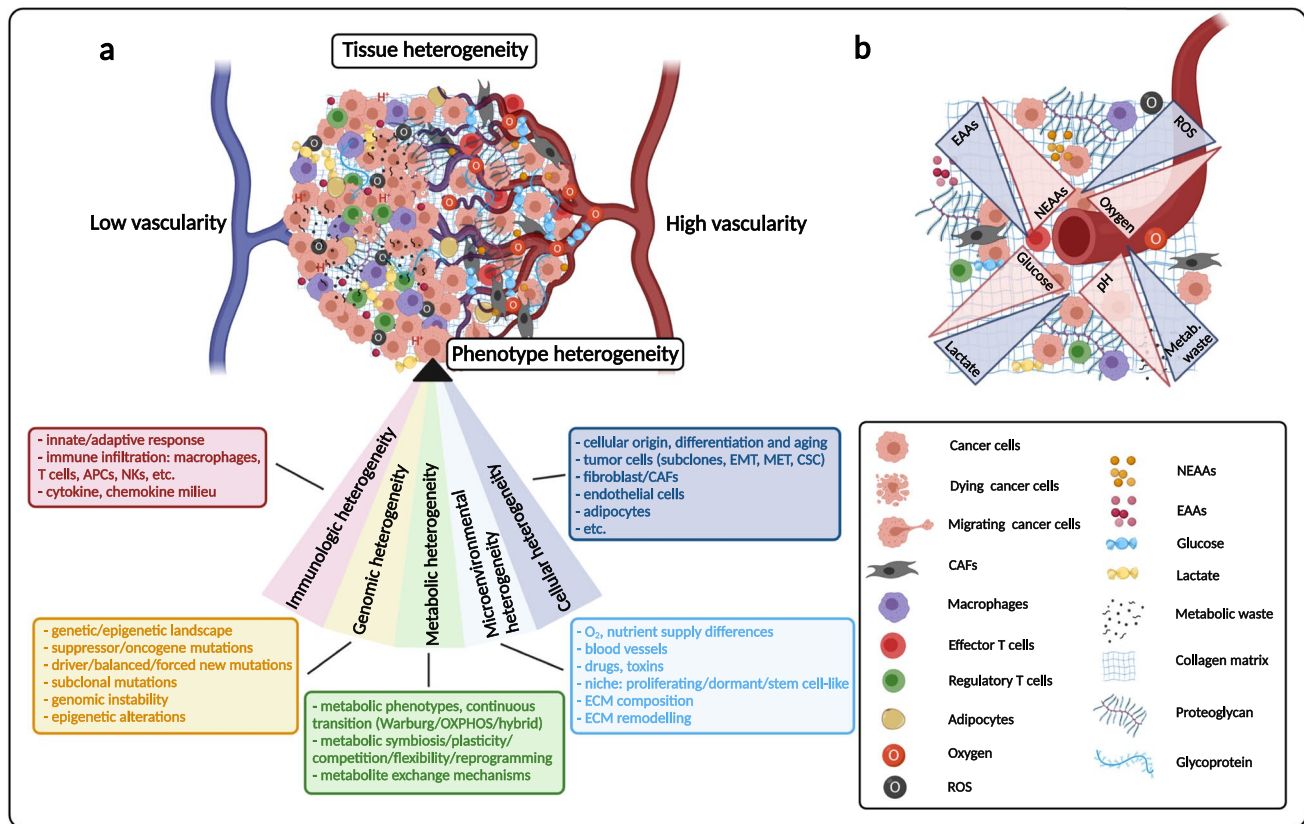 a
Tissue heterogeneity
Low vascularity
High vascularity
H⁺
H⁺
H⁺
H⁺
H⁺
O
O
O
O
O
O
O
O
O
O
O
O
O
Phenotype heterogeneity
Immunologic heterogeneity
Genomic heterogeneity
Metabolic heterogeneity
Microenvironmental
heterogeneity
Cellular heterogeneity
- innate/adaptive response
- immune infiltration: macrophages,
T cells, APCs, NKs, etc.
- cytokine, chemokine milieu
- cellular origin, differentiation and aging
- tumor cells (subclones, EMT, MET, CSC)
- fibroblast/CAFs
- endothelial cells
- adipocytes
- etc.
- genetic/epigenetic landscape
- suppressor/oncogene mutations
- driver/balanced/forced new mutations
- subclonal mutations
- genomic instability
- epigenetic alterations
- metabolic phenotypes, continuous
transition (Warburg/OXPHOS/hybrid)
- metabolic symbiosis/plasticity/
competition/flexibility/reprogramming
- metabolite exchange mechanisms
- O₂, nutrient supply differences
- blood vessels
- drugs, toxins
- niche: proliferating/dormant/stem cell-like
- ECM composition
- ECM remodelling
b
EAAs
NEAAs
ROS
Oxygen
O
O
Glucose
pH
Lactate
Metab.
waste
Cancer cells
Dying cancer cells
Migrating cancer cells
CAFs
Macrophages
Effector T cells
Regulatory T cells
Adipocytes
O
Oxygen
O
ROS
NEAAs
EAAs
Glucose
Lactate
Metabolic waste
Collagen matrix
Proteoglycan
Glycoprotein